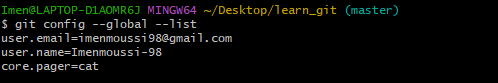 Imen@LAPTOP-D1AOMR6J MINGW64 ~/Desktop/learn_git (master)
$ git config --global --list
user.email=imenmoussi98@gmail.com
user.name=Imenmoussi-98
core.pager=cat